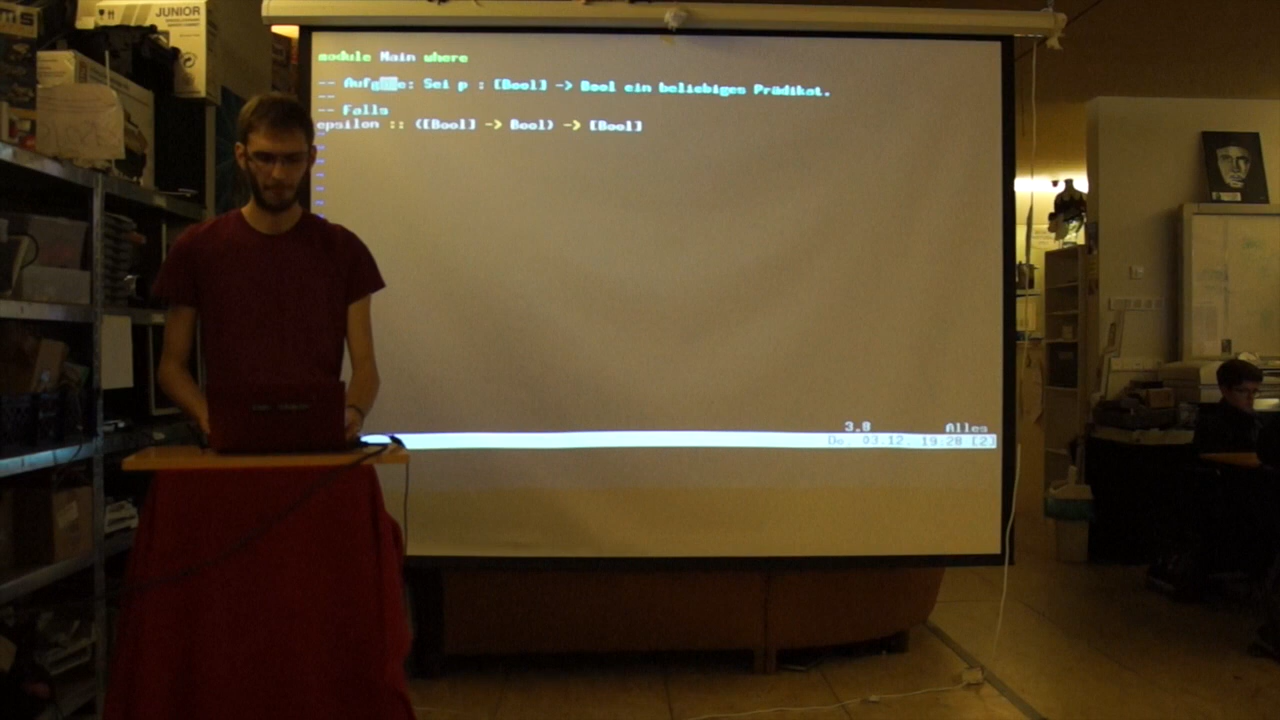 JUNIOR
module Main where
-- Aufgabe: Sei p : [Bool] -> Bool ein beliebiges Prädikat.
--
-- Falls
epsilon :: ([Bool] -> Bool) -> [Bool]
~
~
~
~
~
3,8 Alles
Do, 03.12. 19:28 [2]